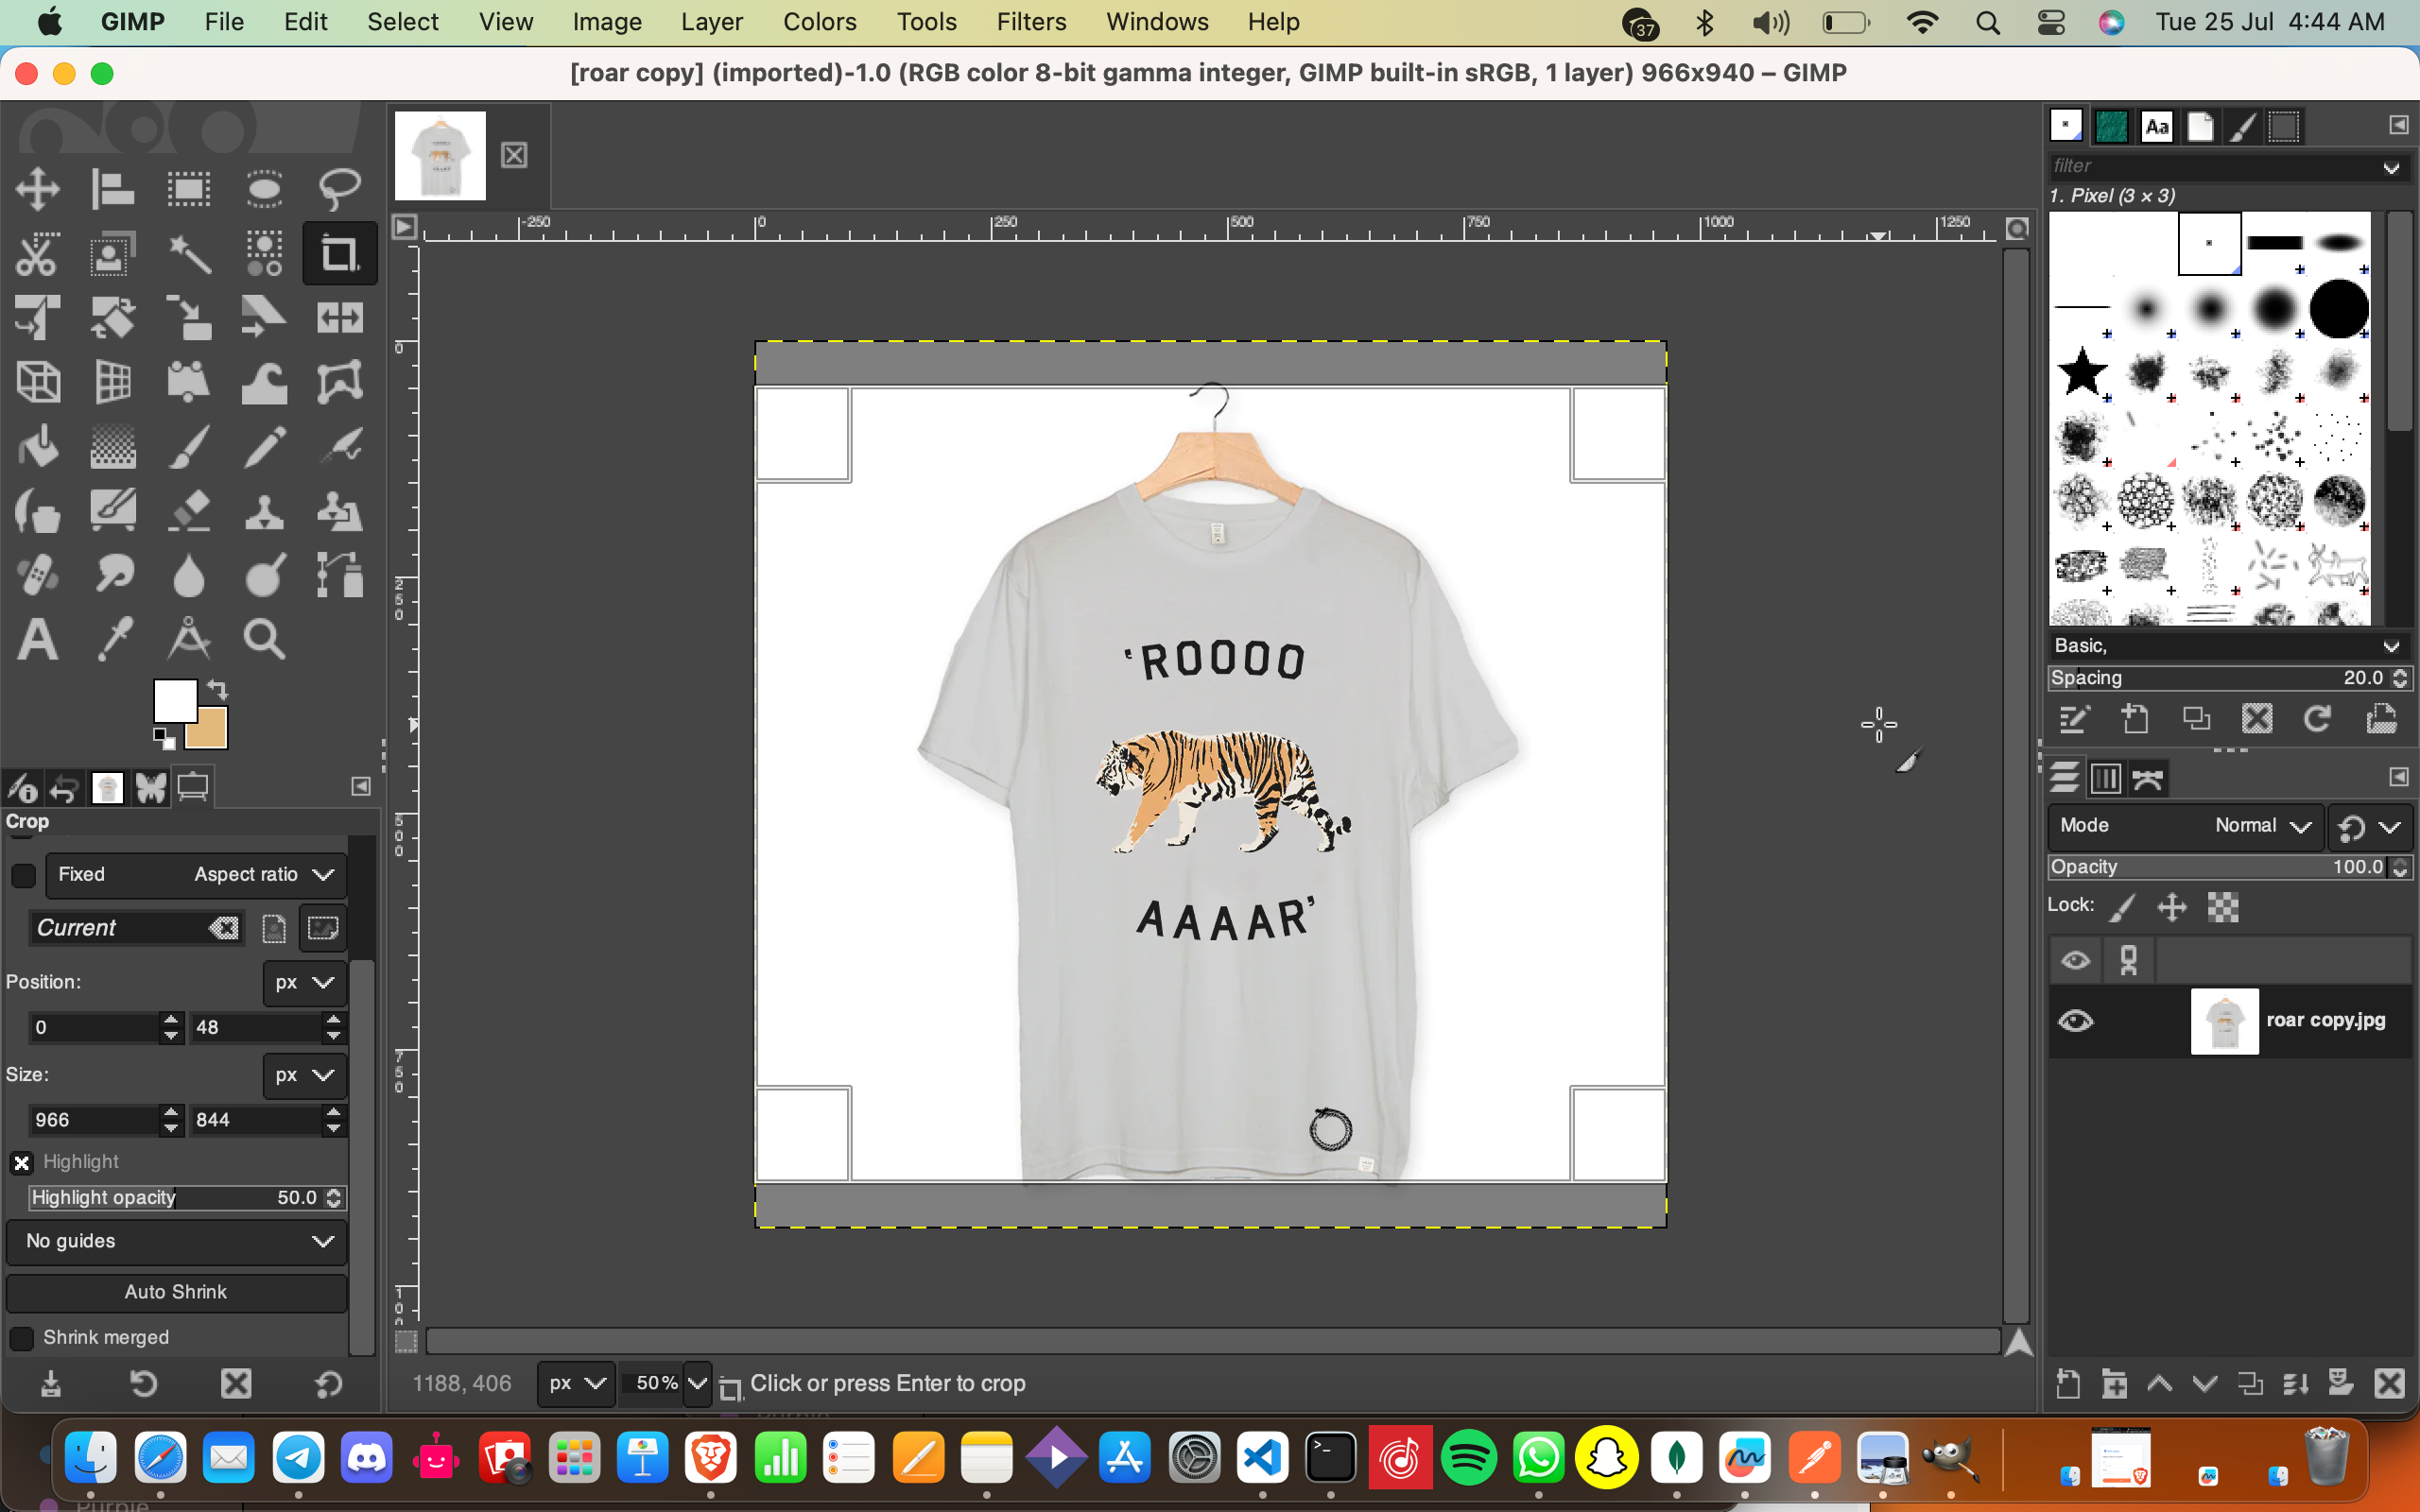 GIMP File Edit Select View Image Layer Colors Tools Filters Windows Help 37 Tue 25 Jul 4:44 AM
[roar copy] (imported)-1.0 (RGB color 8-bit gamma integer, GIMP built-in sRGB, 1 layer) 966x940 – GIMP
Aa
filter
1. Pixel (3 × 3)
-250 0 250 500 750 1000 1250
0
250
500
750
'ROOOO
AAAAR'
Basic,
Spacing 20.0
Mode Normal
Opacity 100.0
Lock:
roar copy.jpg
Crop
Fixed Aspect ratio
Current
Position: px
0 48
Size: px
966 844
Highlight
Highlight opacity 50.0
No guides
Auto Shrink
Shrink merged
1188, 406 px 50% Click or press Enter to crop
Purple